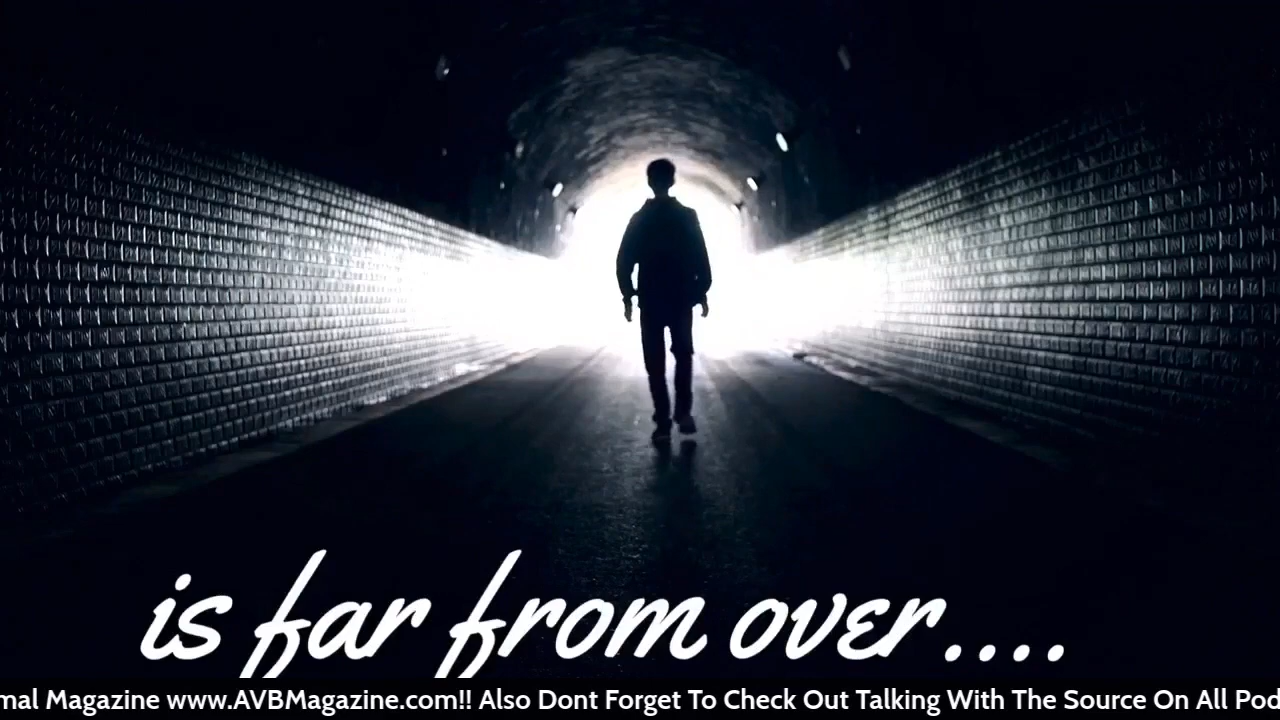 is far from over....
mal Magazine www.AVBMagazine.com!! Also Dont Forget To Check Out Talking With The Source On All Pod